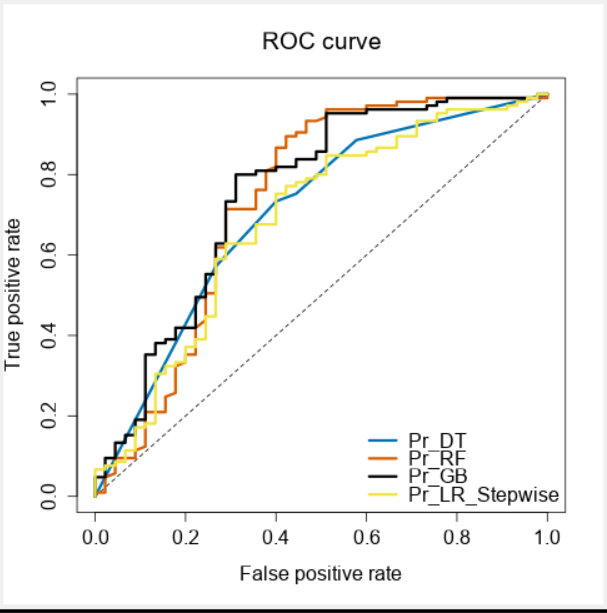 ROC curve
True positive rate
1.0
0.8
0.6
0.4
0.2
0.0
Pr_DT
Pr_RF
Pr_GB
Pr_LR_Stepwise
0.0 0.2 0.4 0.6 0.8 1.0
False positive rate